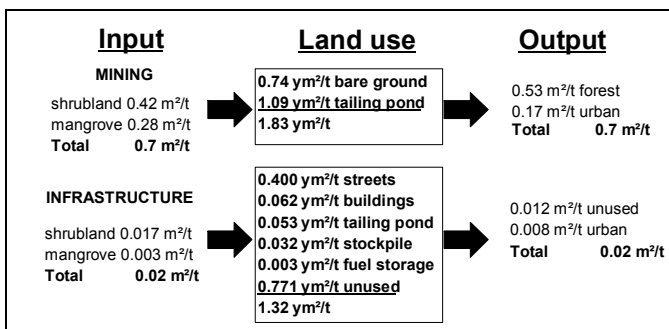 Input
Land use
Output
MINING
shrubland 0.42 m²/t
mangrove 0.28 m²/t
Total 0.7 m²/t
0.74 ym²/t bare ground
1.09 ym²/t tailing pond
1.83 ym²/t
0.53 m²/t forest
0.17 m²/t urban
Total 0.7 m²/t
INFRASTRUCTURE
shrubland 0.017 m²/t
mangrove 0.003 m²/t
Total 0.02 m²/t
0.400 ym²/t streets
0.062 ym²/t buildings
0.053 ym²/t tailing pond
0.032 ym²/t stockpile
0.003 ym²/t fuel storage
0.771 ym²/t unused
1.32 ym²/t
0.012 m²/t unused
0.008 m²/t urban
Total 0.02 m²/t